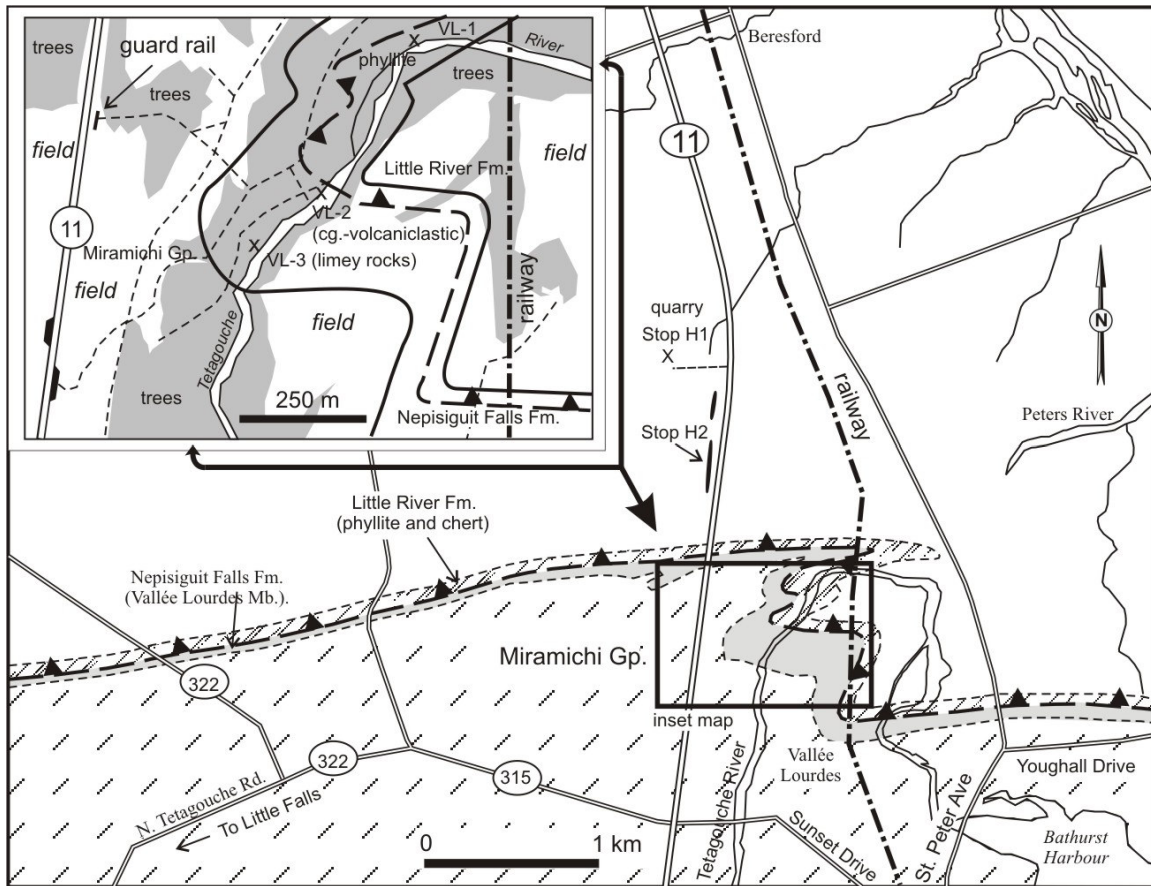 trees
guard rail
trees
field
11
Miramichi Gp.
field
trees
VL-1
phyllite
River
trees
field
Little River Fm.
VL-2
(cg.-volcaniclastic)
VL-3 (limey rocks)
field
railway
Tetagouche
250 m
Nepisiguit Falls Fm.
Beresford
11
N
quarry
Stop H1
X
railway
Peters River
Stop H2
Little River Fm.
(phyllite and chert)
Nepisiguit Falls Fm.
(Vallée Lourdes Mb.).
Miramichi Gp.
inset map
322
322
315
N. Tetagouche Rd.
To Little Falls
0 1 km
Tetagouche River
Vallée
Lourdes
Sunset Drive
St. Peter Ave
Youghall Drive
Bathurst
Harbour